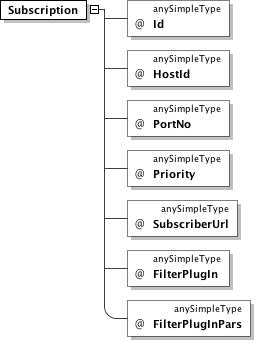 Subscription
anySimpleType
@ Id
anySimpleType
@ HostId
anySimpleType
@ PortNo
anySimpleType
@ Priority
anySimpleType
@ SubscriberUrl
anySimpleType
@ FilterPlugIn
anySimpleType
@ FilterPlugInPars